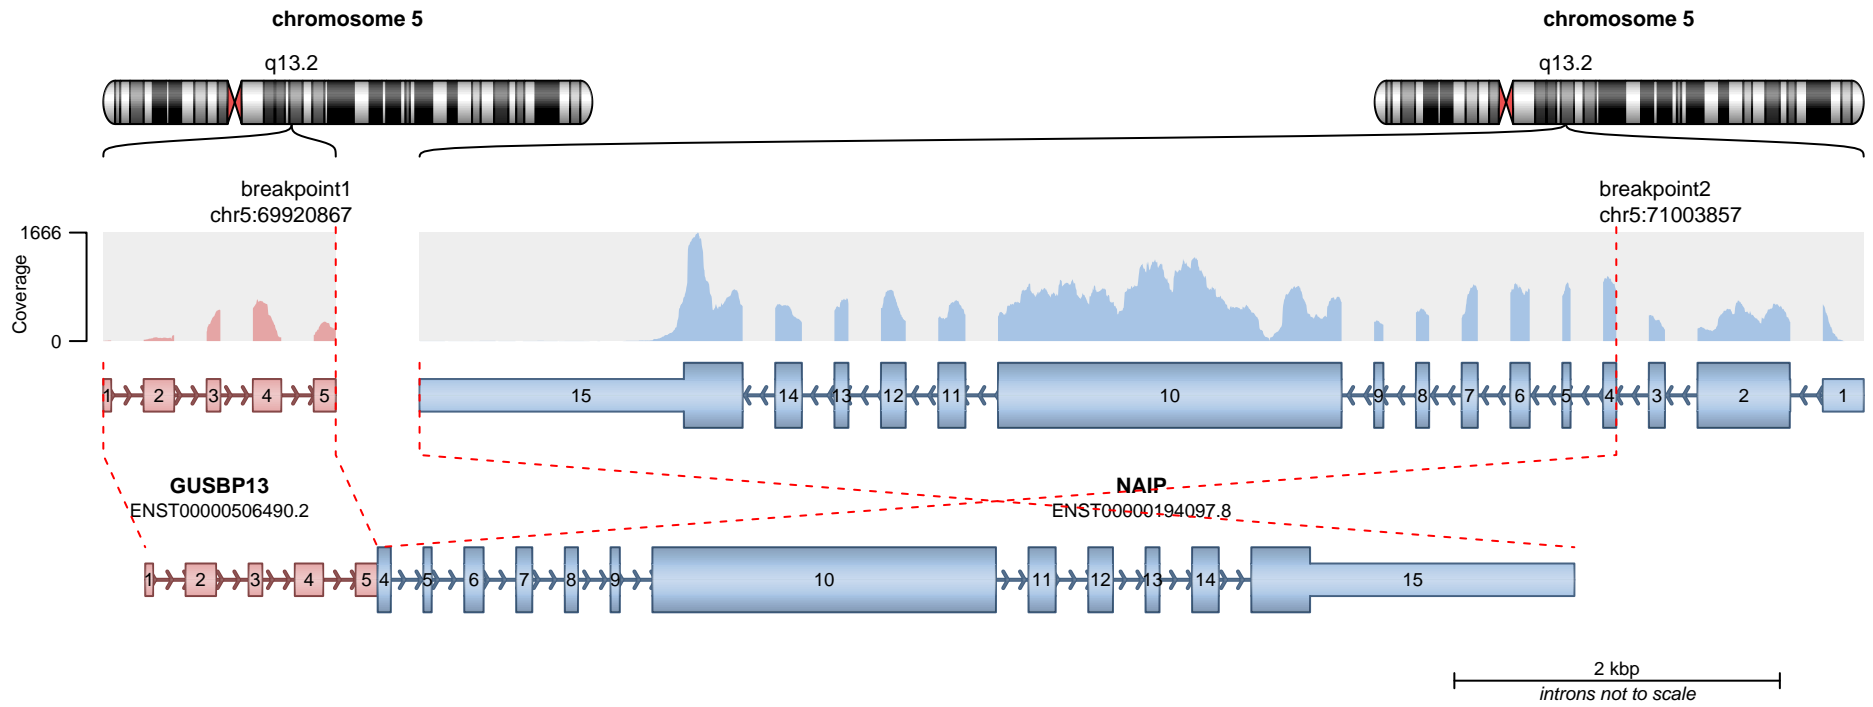 chromosome 5
chromosome 5
q13.2
q13.2
breakpoint1
chr5:69920867
breakpoint2
chr5:71003857
1666
Coverage
0
1 2 3 4 5 15 14 13 12 11 10 9 8 7 6 5 4 3 2 1
GUSBP13
ENST00000506490.2
NAIP
ENST00000194097.8
1 2 3 4 5 4 5 6 7 8 9 10 11 12 13 14 15
2 kbp
introns not to scale